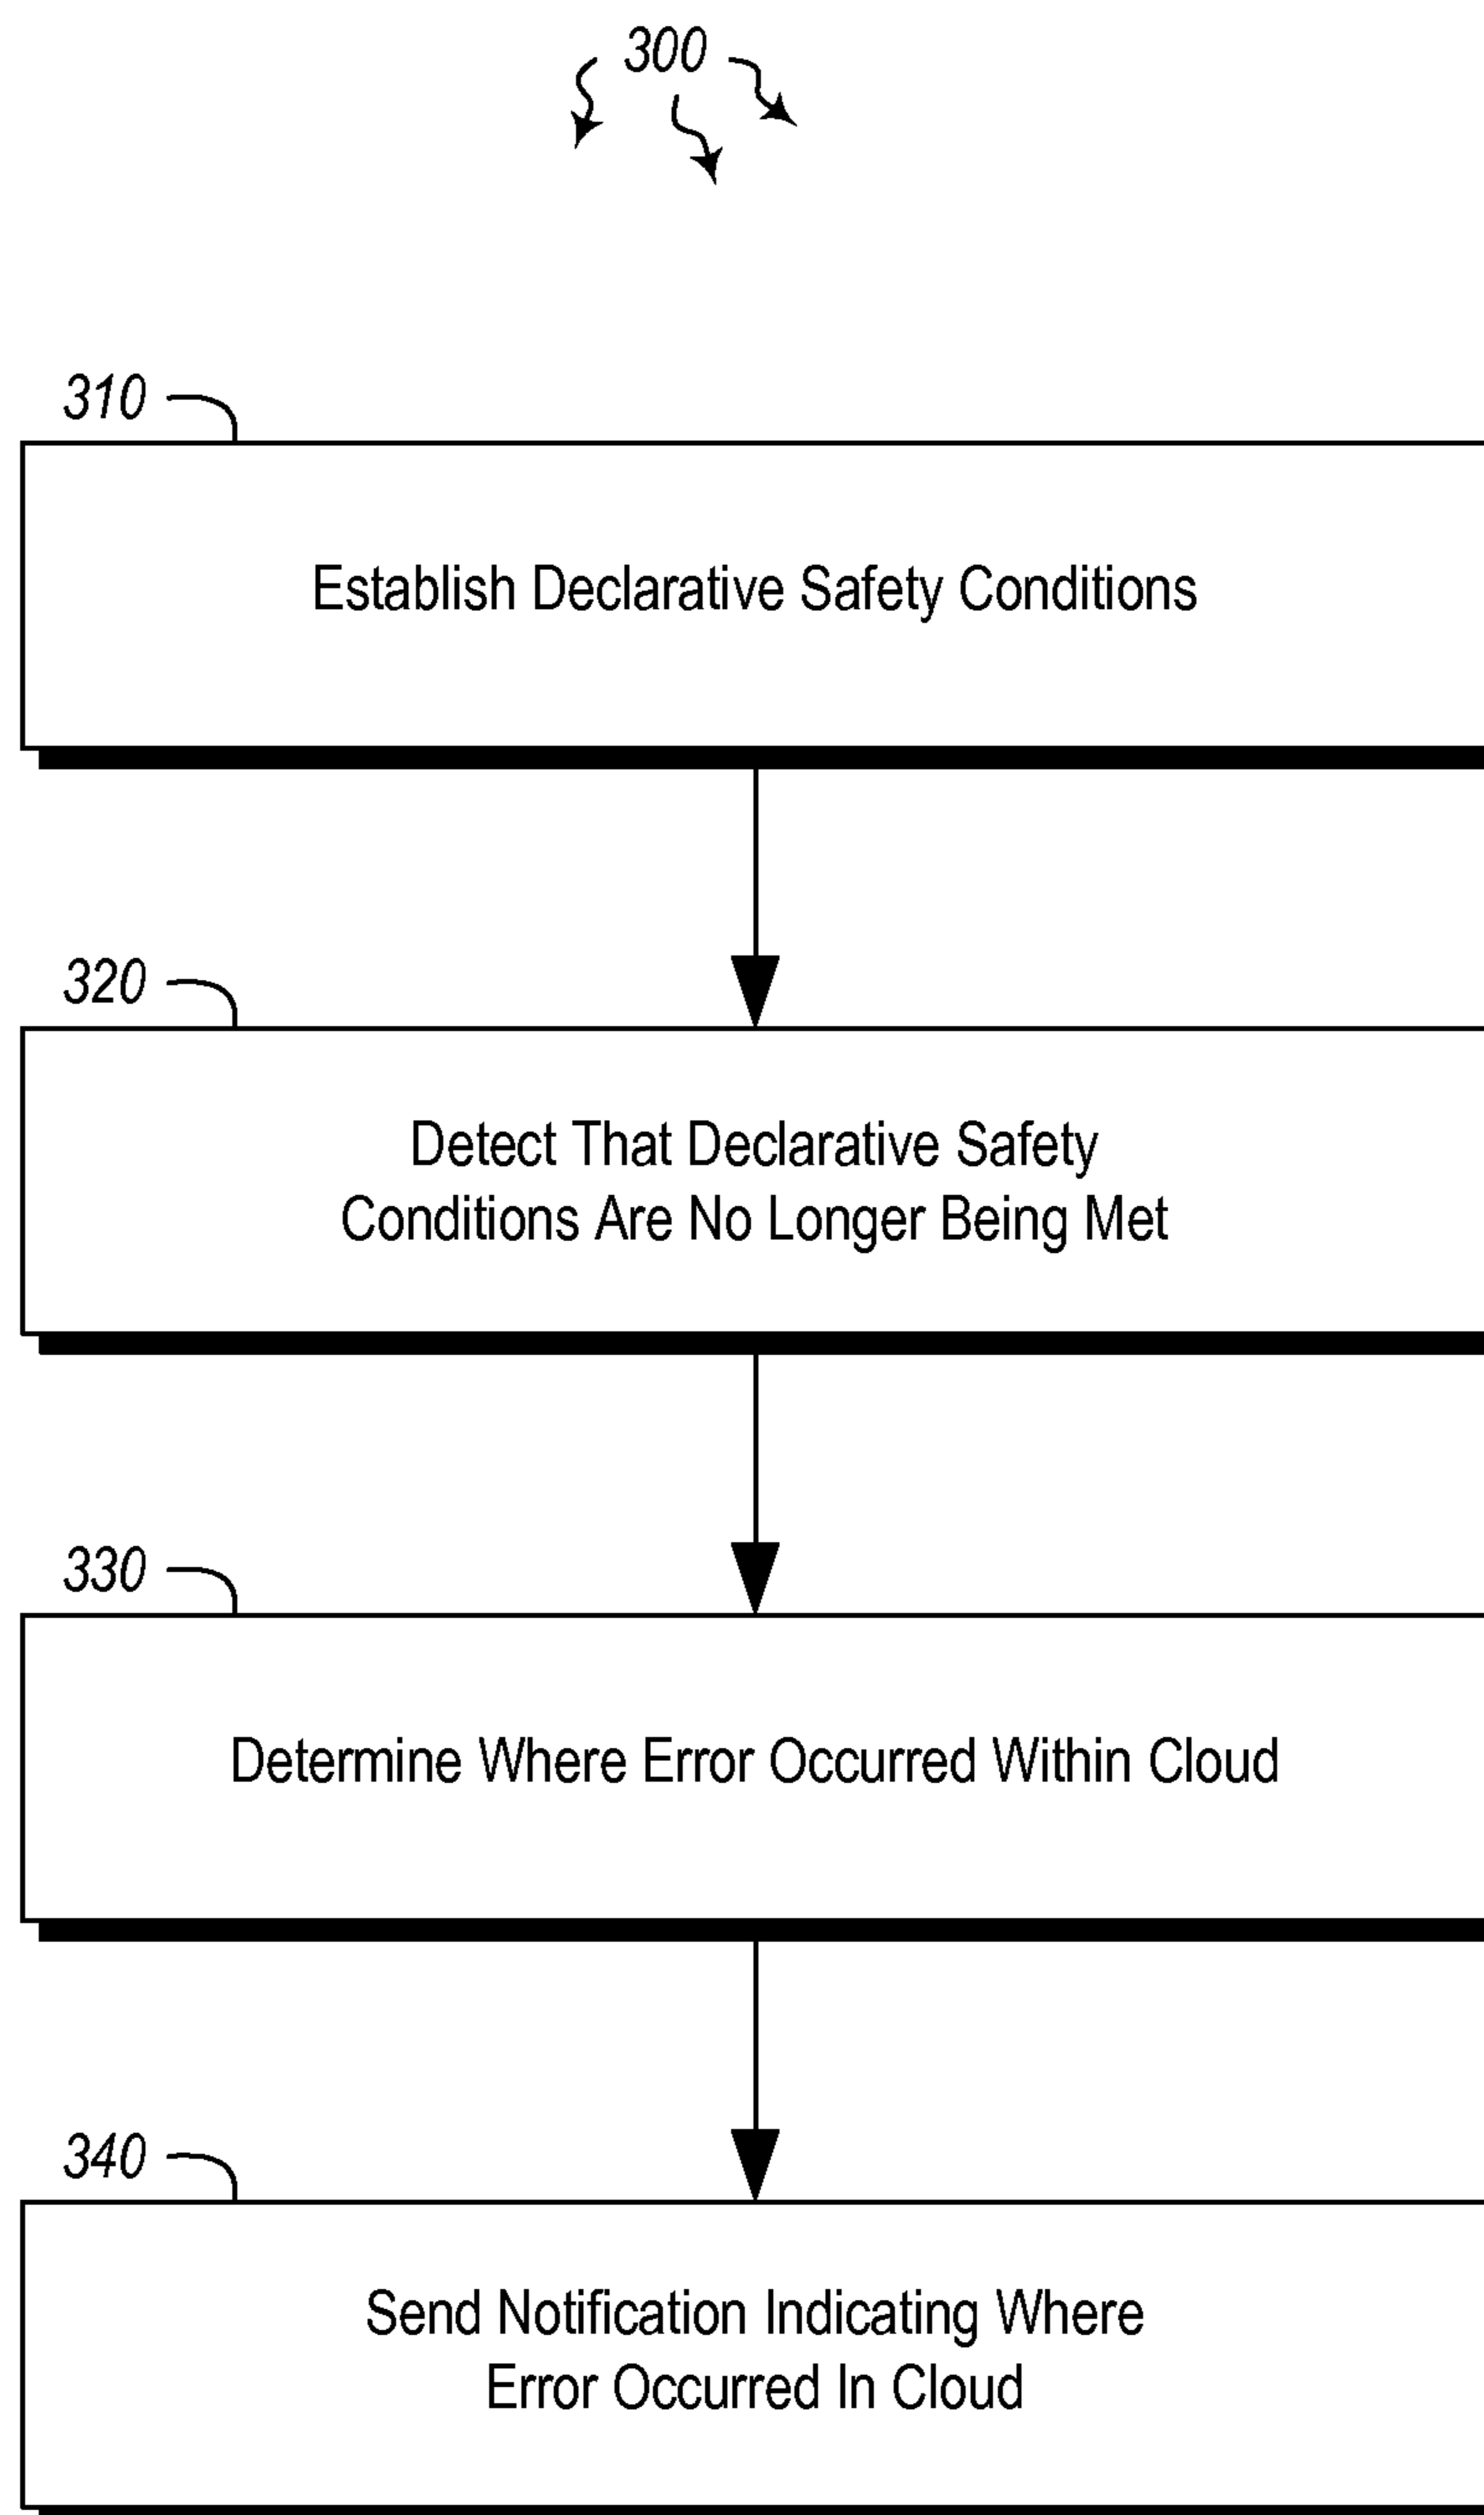 300
310
Establish Declarative Safety Conditions
320
Detect That Declarative Safety
Conditions Are No Longer Being Met
330
Determine Where Error Occurred Within Cloud
340
Send Notification Indicating Where
Error Occurred In Cloud